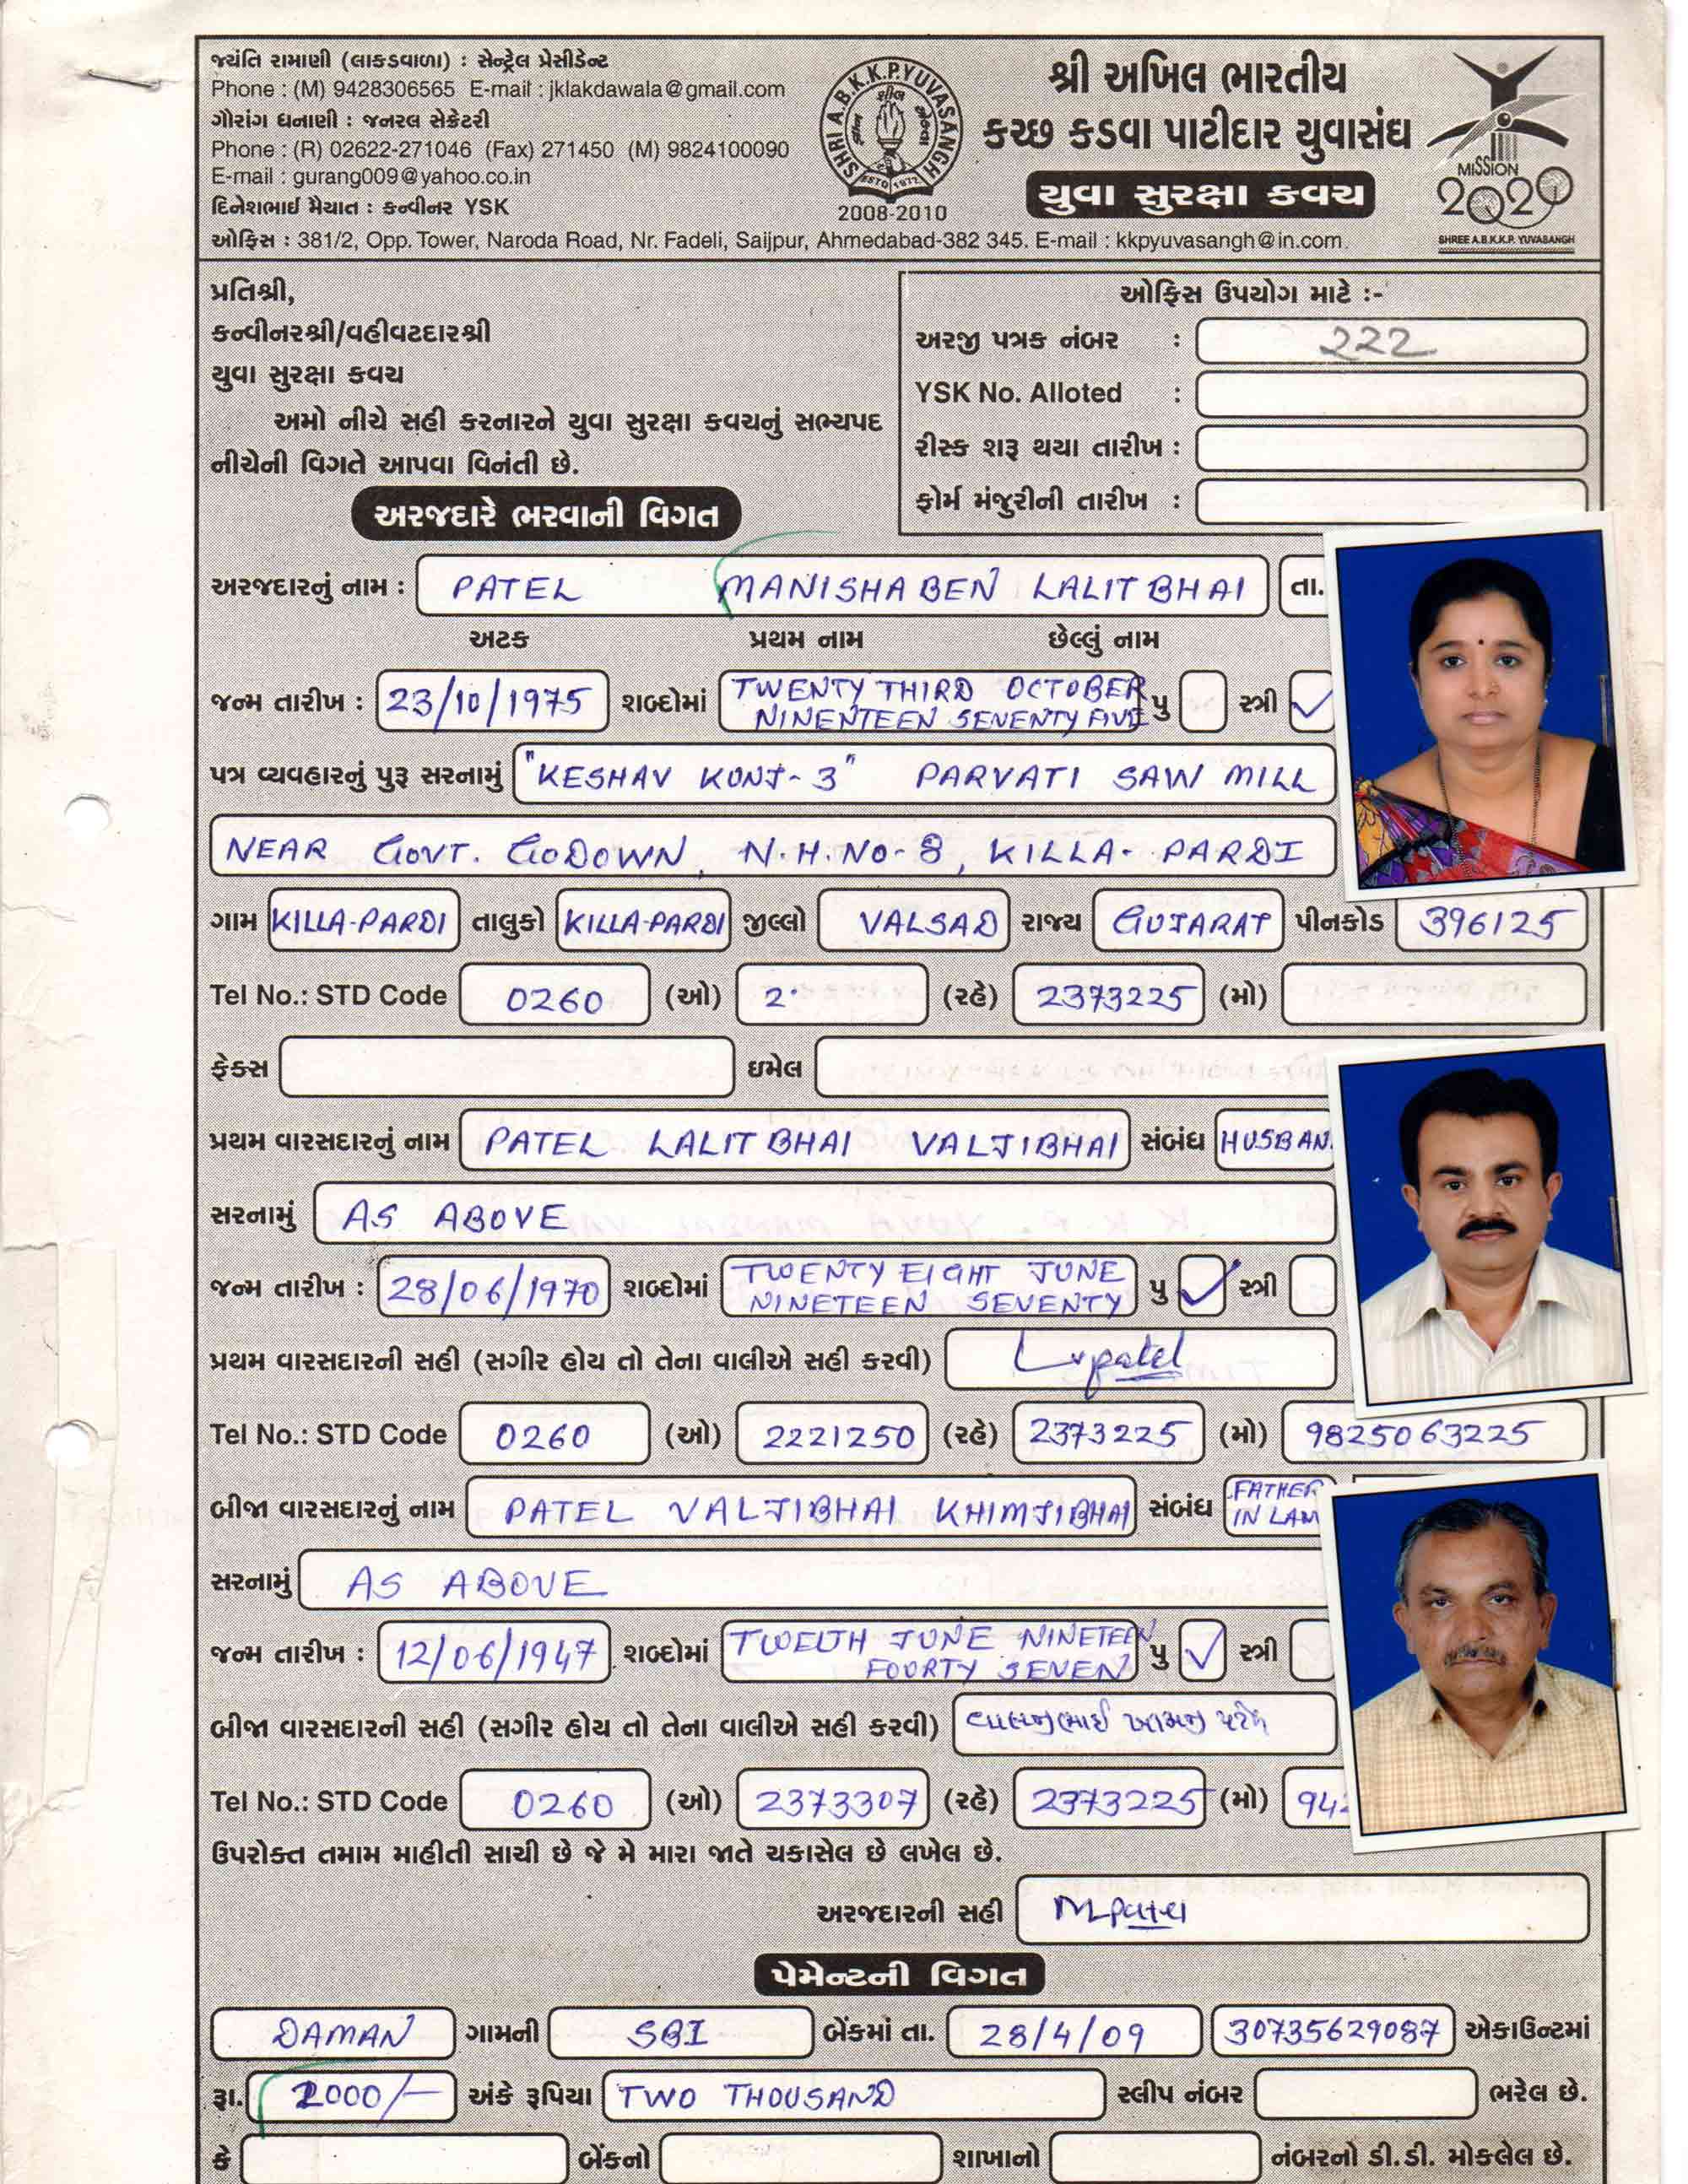 જયંતિ રામાણી (લાકડાવાળા) : સેન્ટ્રેલ પ્રેસીડેન્ટ
Phone : (M) 9428306565 E-mail : jklakdawala@gmail.com
ગૌરાંગ ધનાણી : જનરલ સેક્રેટરી
Phone : (R) 02622-271046 (Fax) 271450 (M) 9824100090
E-mail : gurang009@yahoo.co.in
દિનેશભાઈ મૈયાત : કન્વીનર YSK
SHRI A.B.K.K.P. YUVASANGH
ESTD 1972
2008-2010
શ્રી અખિલ ભારતીય
કચ્છ કડવા પાટીદાર યુવાસંઘ
યુવા સુરક્ષા કવચ
MISSION
2020
SHREE A.B.K.K.P. YUVASANGH
ઓફિસ : 381/2, Opp. Tower, Naroda Road, Nr. Fadeli, Saijpur, Ahmedabad-382 345. E-mail : kkpyuvasangh@in.com.
પ્રતિશ્રી,
કન્વીનરશ્રી/વહીવટદારશ્રી
યુવા સુરક્ષા કવચ
અમો નીચે સહી કરનારને યુવા સુરક્ષા કવચનું સભ્યપદ
નીચેની વિગતે આપવા વિનંતી છે.
ઓફિસ ઉપયોગ માટે :-
અરજી પત્રક નંબર : 222
YSK No. Alloted :
રીસ્ક શરૂ થયા તારીખ :
ફોર્મ મંજુરીની તારીખ :
અરજદારે ભરવાની વિગત
અરજદારનું નામ : PATEL MANISHABEN LALITBHAI તા.
અટક પ્રથમ નામ છેલ્લું નામ
જન્મ તારીખ : 23/10/1975 શબ્દોમાં TWENTY THIRD OCTOBER NINENTEEN SEVENTY FIVE પુ સ્ત્રી ✓
પત્ર વ્યવહારનું પુરૂ સરનામું "KESHAV KUNJ-3" PARVATI SAW MILL
NEAR GOVT. GODOWN, N.H.NO-8, KILLA-PARDI
ગામ KILLA-PARDI તાલુકો KILLA-PARDI જીલ્લો VALSAD રાજ્ય GUJARAT પીનકોડ 396125
Tel No.: STD Code 0260 (ઓ) 2 (રહે) 2373225 (મો)
ફેક્સ ઇમેલ
પ્રથમ વારસદારનું નામ PATEL LALITBHAI VALJIBHAI સંબંધ HUSBAN
સરનામું AS ABOVE
જન્મ તારીખ : 28/06/1970 શબ્દોમાં TWENTY EIGHT JUNE NINETEEN SEVENTY પુ ✓ સ્ત્રી
પ્રથમ વારસદારની સહી (સગીર હોય તો તેના વાલીએ સહી કરવી) Lvpatel
Tel No.: STD Code 0260 (ઓ) 2221250 (રહે) 2373225 (મો) 9825063225
બીજા વારસદારનું નામ PATEL VALJIBHAI KHIMJIBHAI સંબંધ FATHER IN LAW
સરનામું AS ABOVE
જન્મ તારીખ : 12/06/1947 શબ્દોમાં TWELTH JUNE NINETEEN FOORTY SEVEN પુ ✓ સ્ત્રી
બીજા વારસદારની સહી (સગીર હોય તો તેના વાલીએ સહી કરવી)
Tel No.: STD Code 0260 (ઓ) 2373307 (રહે) 2373225 (મો) 94
ઉપરોક્ત તમામ માહીતી સાચી છે જે મે મારા જાતે ચકાસેલ છે લખેલ છે.
અરજદારની સહી MLpatel
પેમેન્ટની વિગત
DAMAN ગામની SBI બેંકમાં તા. 28/4/09 30735629087 એકાઉન્ટમાં
રૂા. 2000/- અંકે રૂપિયા TWO THOUSAND સ્લીપ નંબર ભરેલ છે.
કે બેંકનો શાખાનો નંબરનો ડી.ડી. મોકલેલ છે.